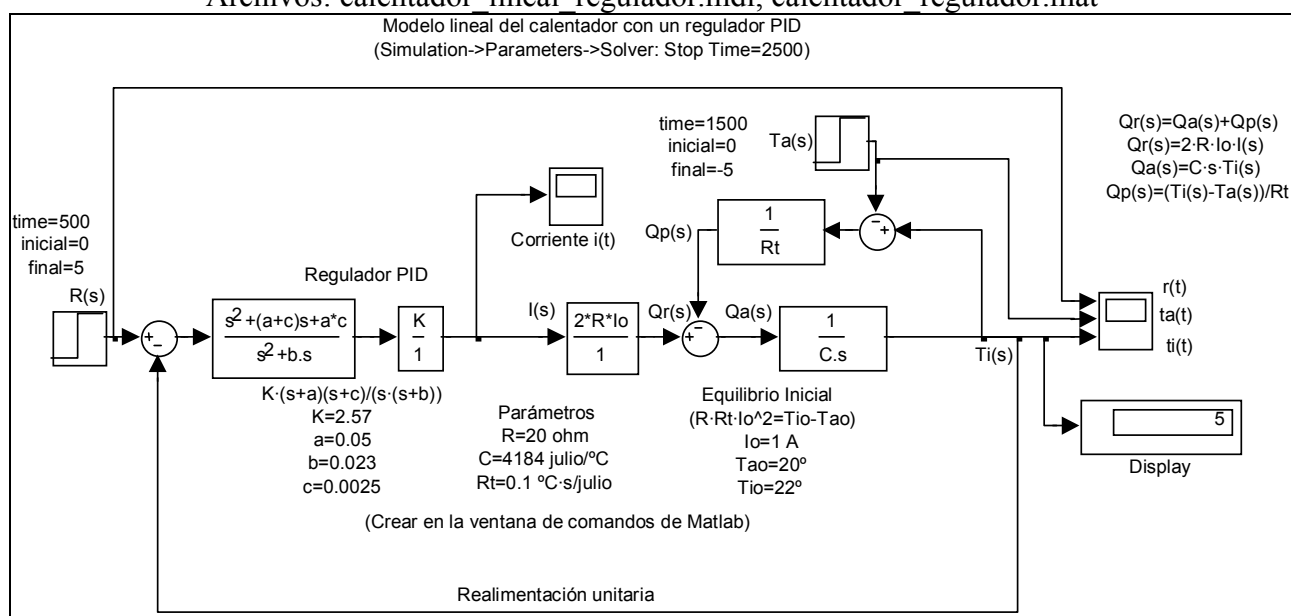 Archivos: calentador_lineal_regulador.mdl, calentador_regulador.mat
Modelo lineal del calentador con un regulador PID
(Simulation->Parameters->Solver: Stop Time=2500)
time=1500
inicial=0
final=-5
Ta(s)
Qr(s)=Qa(s)+Qp(s)
Qr(s)=2·R·Io·I(s)
Qa(s)=C·s·Ti(s)
Qp(s)=(Ti(s)-Ta(s))/Rt
time=500
inicial=0
final=5
R(s)
Corriente i(t)
Qp(s)
1
Rt
Regulador PID
s^2+(a+c)s+a*c
s^2+b.s
K
1
I(s)
2*R*Io
1
Qr(s)
Qa(s)
1
C.s
Ti(s)
r(t)
ta(t)
ti(t)
K·(s+a)(s+c)/(s·(s+b))
K=2.57
a=0.05
b=0.023
c=0.0025
Parámetros
R=20 ohm
C=4184 julio/ºC
Rt=0.1 ºC·s/julio
Equilibrio Inicial
(R·Rt·Io^2=Tio-Tao)
Io=1 A
Tao=20º
Tio=22º
5
Display
(Crear en la ventana de comandos de Matlab)
Realimentación unitaria